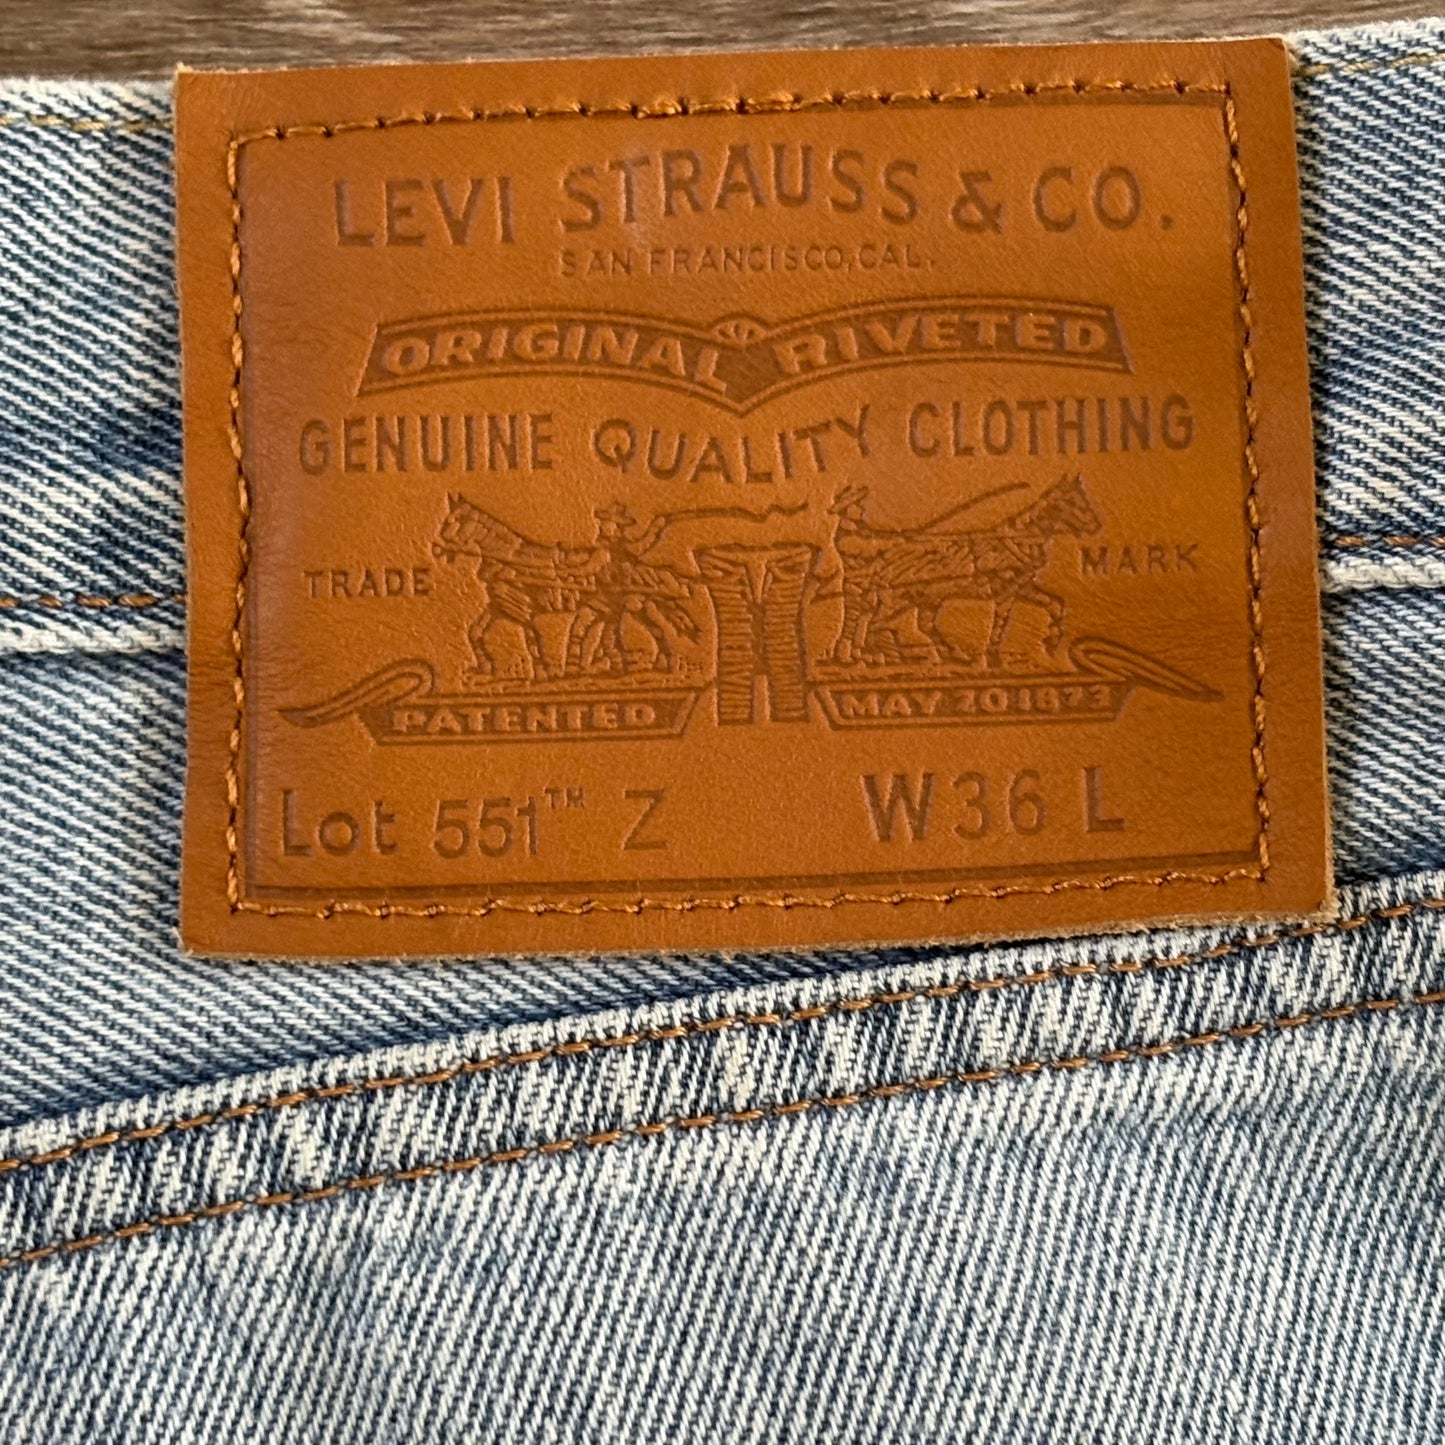 LEVI STRAUSS & CO.
SAN FRANCISCO, CAL.
ORIGINAL RIVETED
GENUINE QUALITY CLOTHING
TRADE MARK
PATENTED MAY 20 1873
Lot 551™ Z W36 L